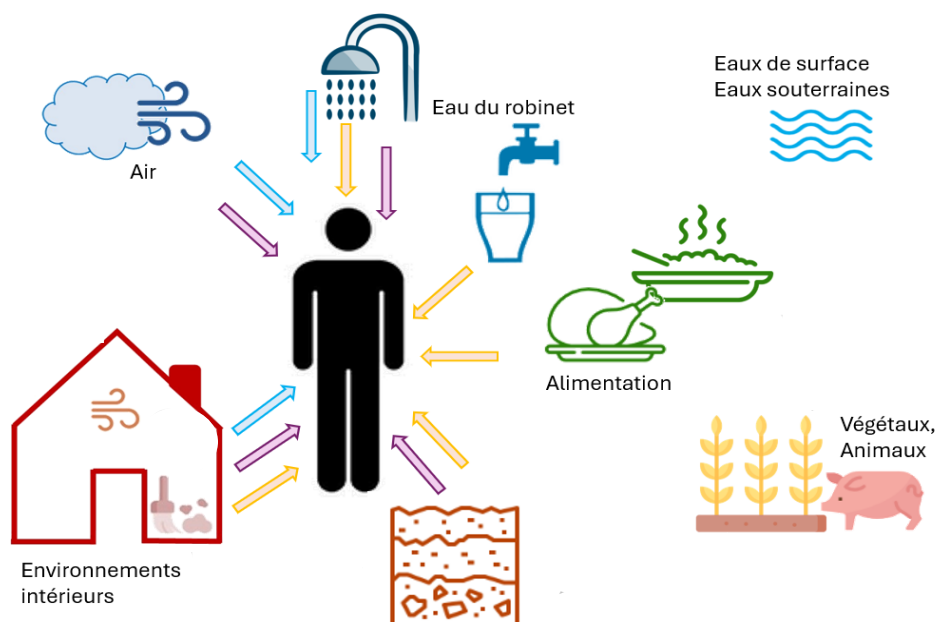 Eaux de surface
Eaux souterraines
Eau du robinet
Air
Alimentation
Végétaux,
Animaux
Environnements
intérieurs